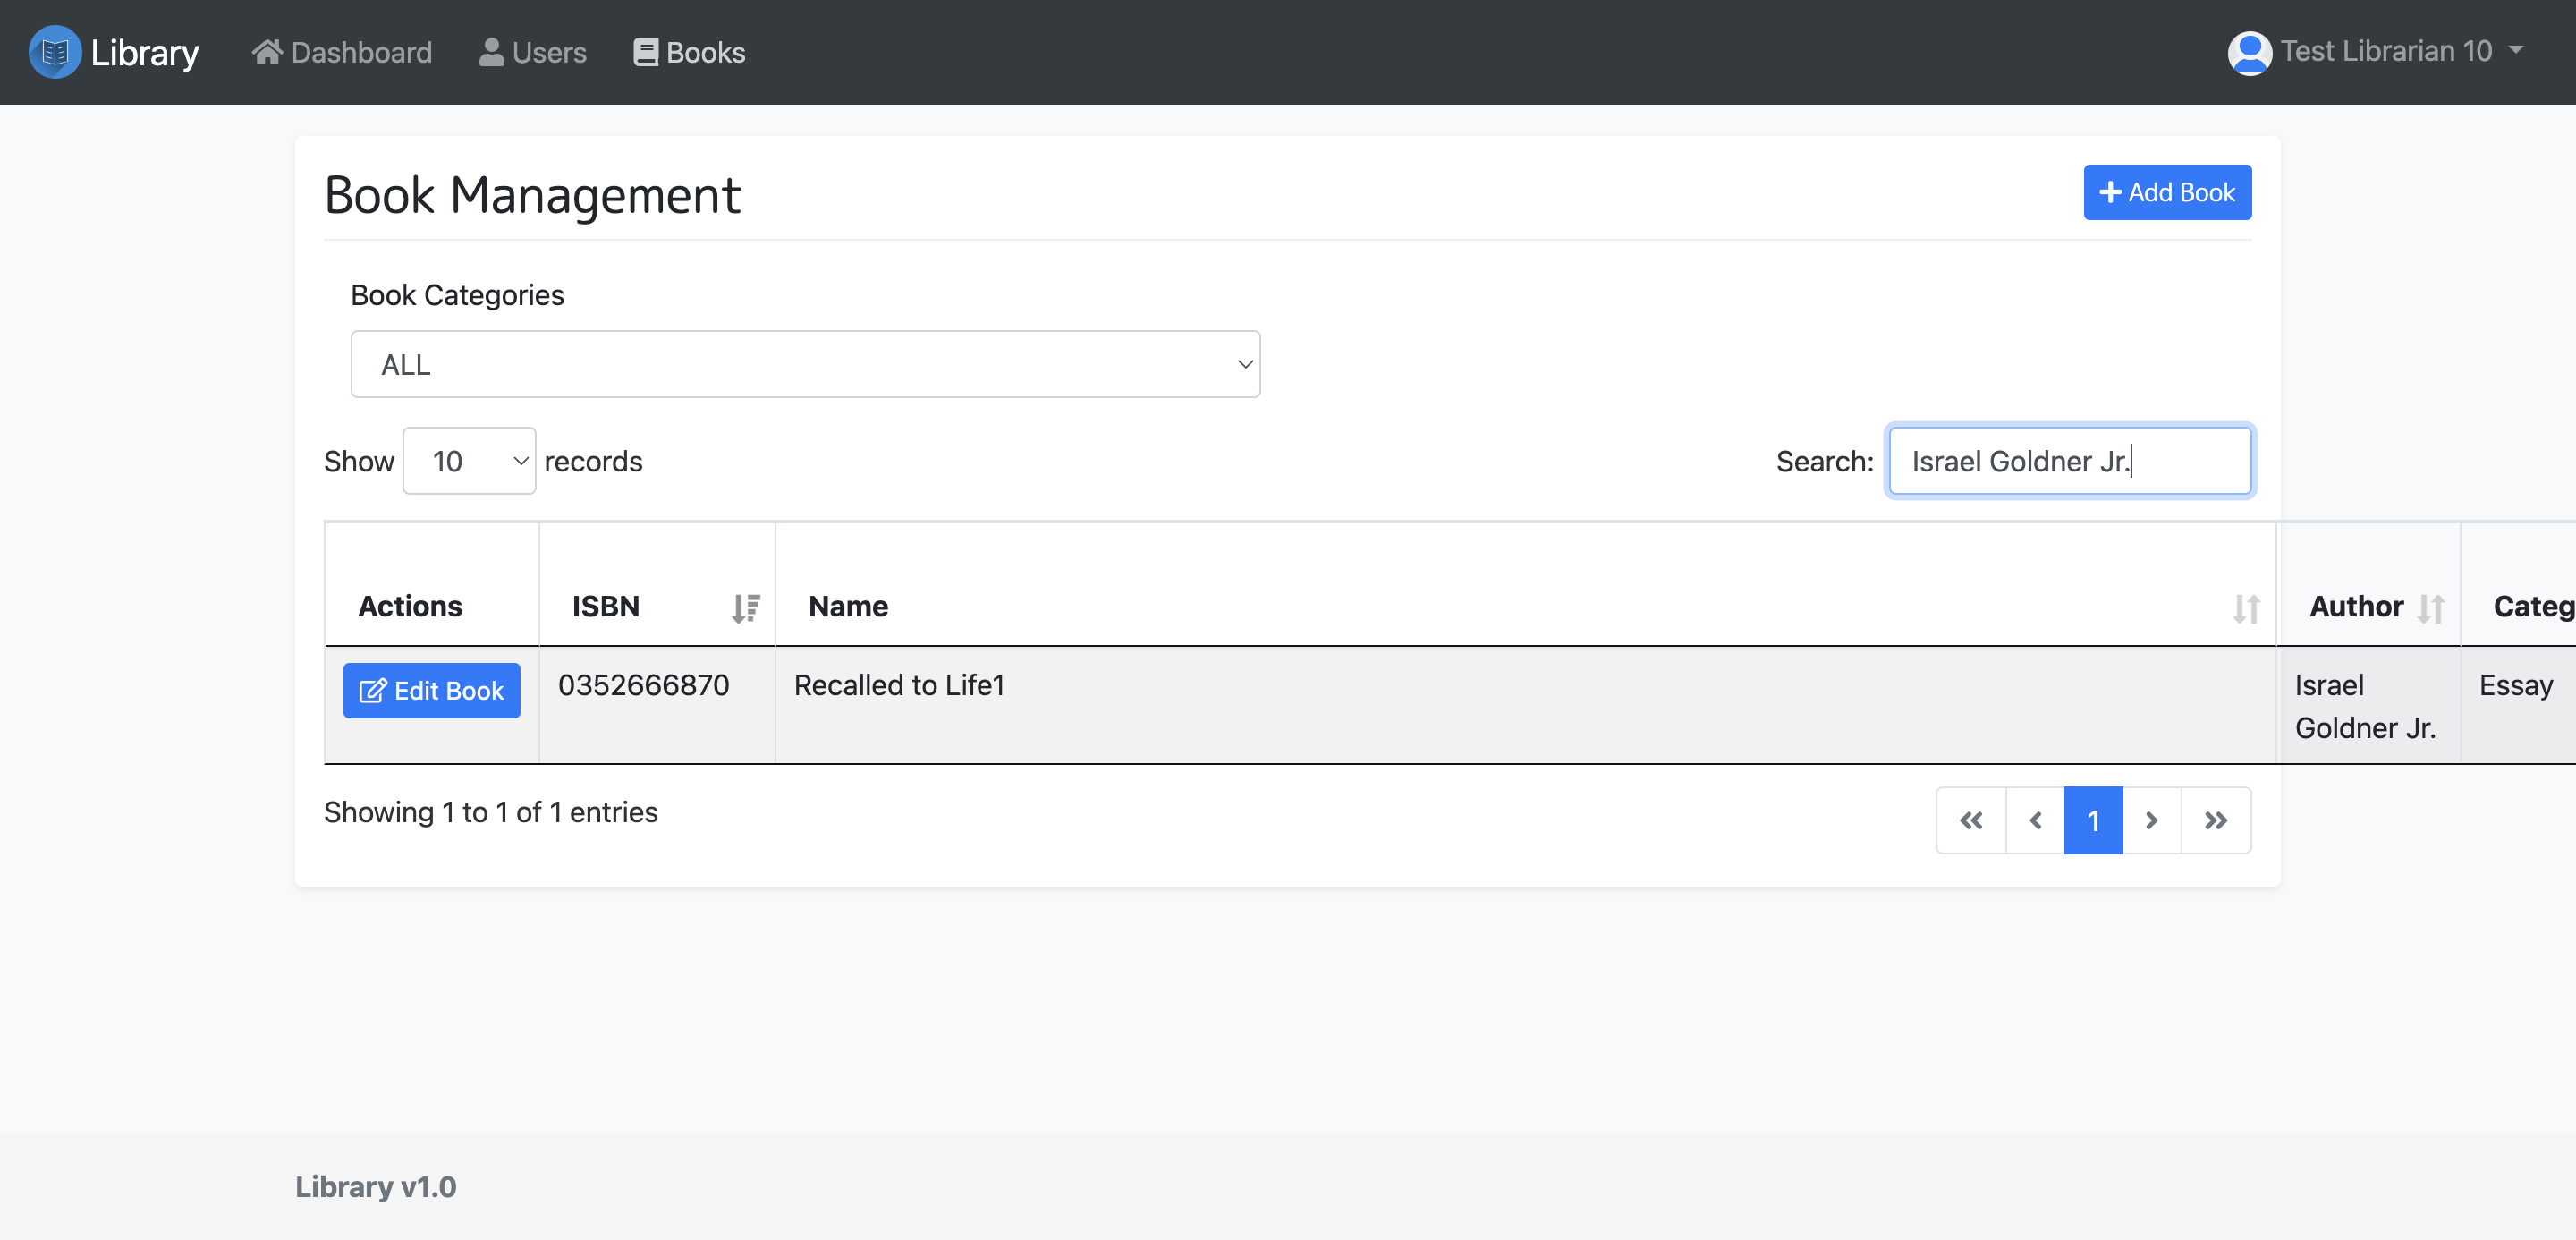 Library Dashboard Users Books Test Librarian 10
Book Management
Add Book
Book Categories
ALL
Show 10 records
Search: Israel Goldner Jr.
Actions ISBN Name Author Categ
Edit Book 0352666870 Recalled to Life1 Israel Essay
Goldner Jr.
Showing 1 to 1 of 1 entries
« ‹ 1 › »
Library v1.0